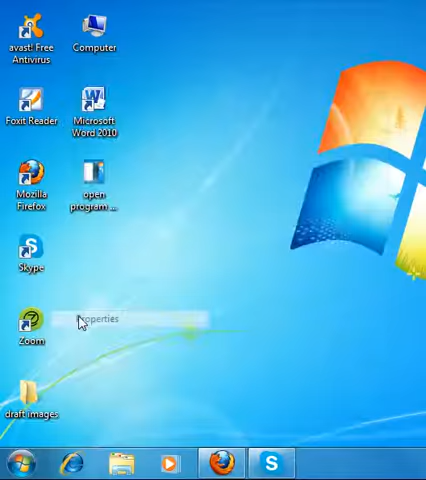 avast! Free
Antivirus
Computer
Foxit Reader
Microsoft
Word 2010
Mozilla
Firefox
open
program ...
Skype
Properties
Zoom
draft images